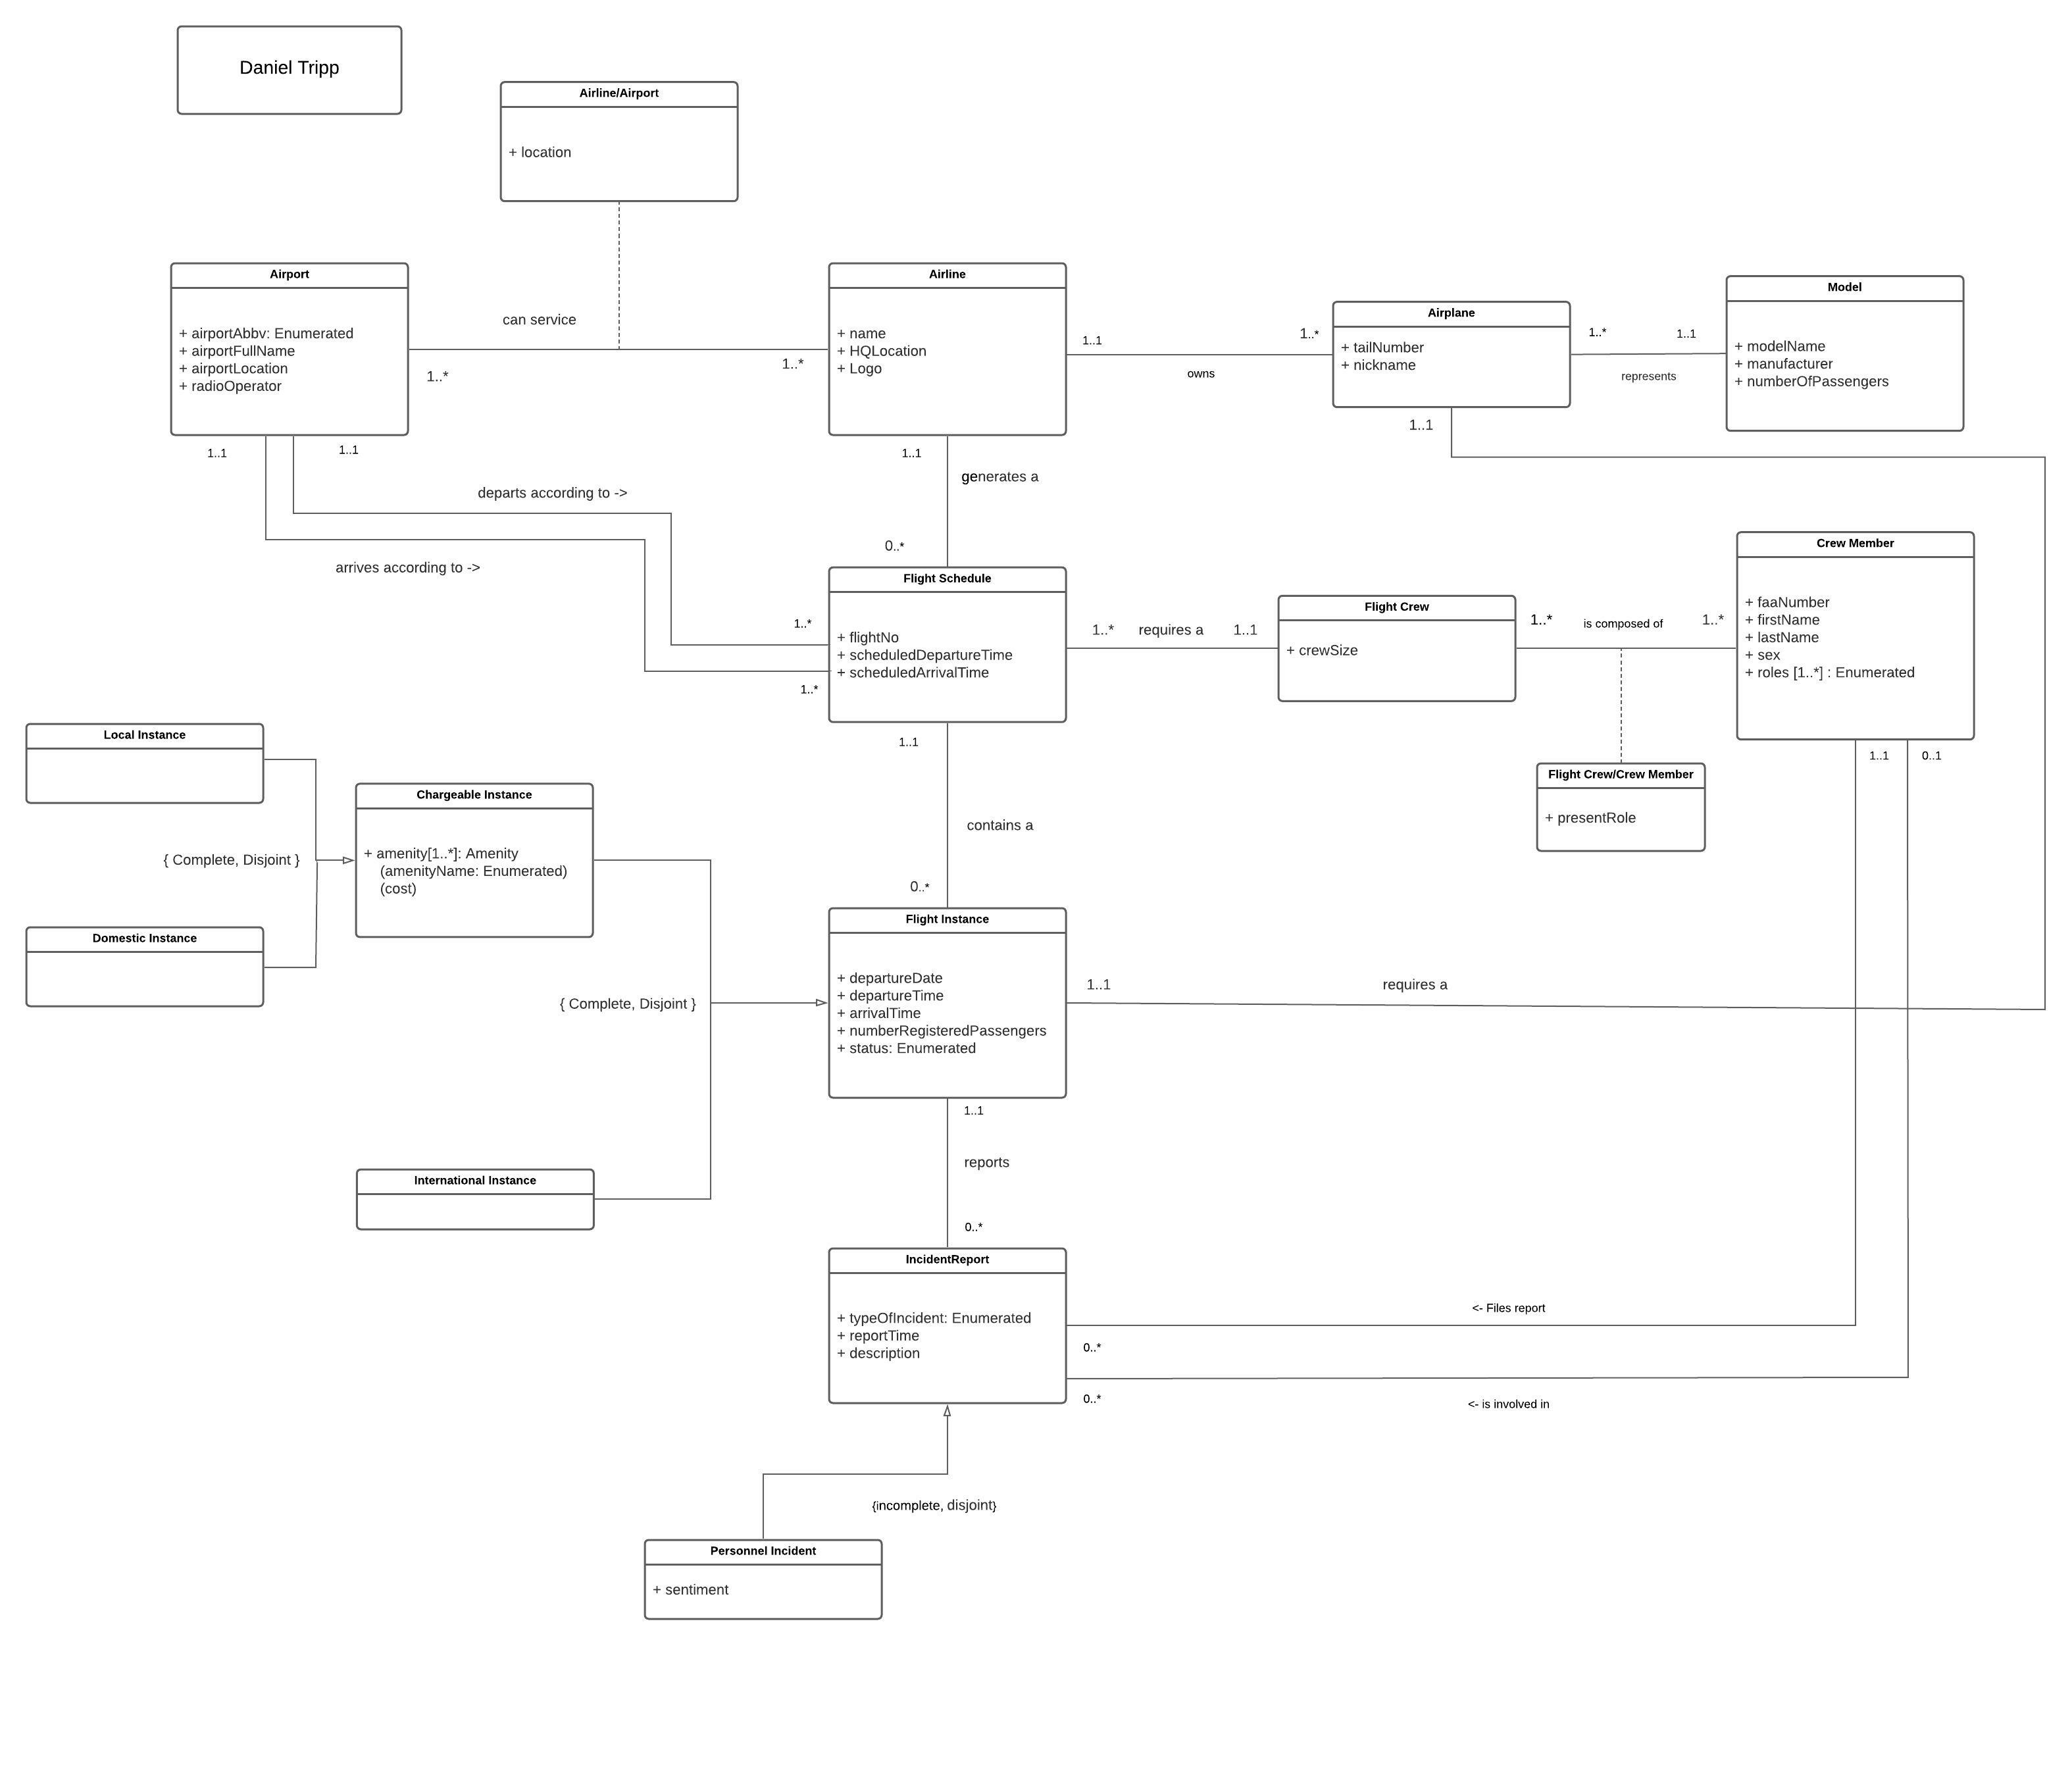 Daniel Tripp
Airline/Airport
+ location
Airport
+ airportAbbv: Enumerated
+ airportFullName
+ airportLocation
+ radioOperator
can service
1..*
1..*
Airline
+ name
+ HQLocation
+ Logo
1..1
owns
1..*
Airplane
+ tailNumber
+ nickname
1..*
represents
1..1
Model
+ modelName
+ manufacturer
+ numberOfPassengers
1..1
1..1
1..1
1..1
generates a
0..*
departs according to ->
arrives according to ->
1..*
1..*
Flight Schedule
+ flightNo
+ scheduledDepartureTime
+ scheduledArrivalTime
1..*
requires a
1..1
Flight Crew
+ crewSize
1..*
is composed of
1..*
Crew Member
+ faaNumber
+ firstName
+ lastName
+ sex
+ roles [1..*] : Enumerated
1..1
0..1
Flight Crew/Crew Member
+ presentRole
Local Instance
{ Complete, Disjoint }
Domestic Instance
Chargeable Instance
+ amenity[1..*]: Amenity
(amenityName: Enumerated)
(cost)
1..1
contains a
0..*
{ Complete, Disjoint }
Flight Instance
+ departureDate
+ departureTime
+ arrivalTime
+ numberRegisteredPassengers
+ status: Enumerated
1..1
requires a
International Instance
1..1
reports
0..*
IncidentReport
+ typeOfIncident: Enumerated
+ reportTime
+ description
<- Files report
0..*
0..*
<- is involved in
{incomplete, disjoint}
Personnel Incident
+ sentiment